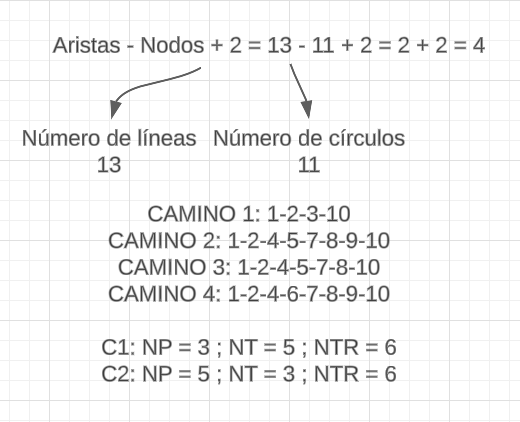 Aristas - Nodos + 2 = 13 - 11 + 2 = 2 + 2 = 4
Número de líneas Número de círculos
13 11
CAMINO 1: 1-2-3-10
CAMINO 2: 1-2-4-5-7-8-9-10
CAMINO 3: 1-2-4-5-7-8-10
CAMINO 4: 1-2-4-6-7-8-9-10
C1: NP = 3 ; NT = 5 ; NTR = 6
C2: NP = 5 ; NT = 3 ; NTR = 6